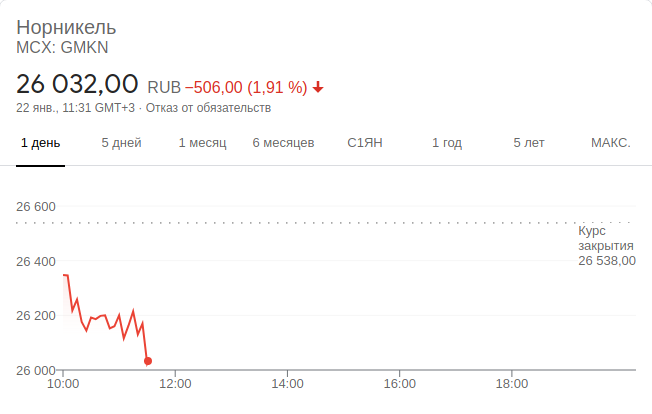 Норникель
MCX: GMKN
26 032,00 RUB −506,00 (1,91 %)
22 янв., 11:31 GMT+3 · Отказ от обязательств
1 день 5 дней 1 месяц 6 месяцев С1ЯН 1 год 5 лет МАКС.
26 600
Курс
закрытия
26 538,00
26 400
26 200
26 000
10:00 12:00 14:00 16:00 18:00